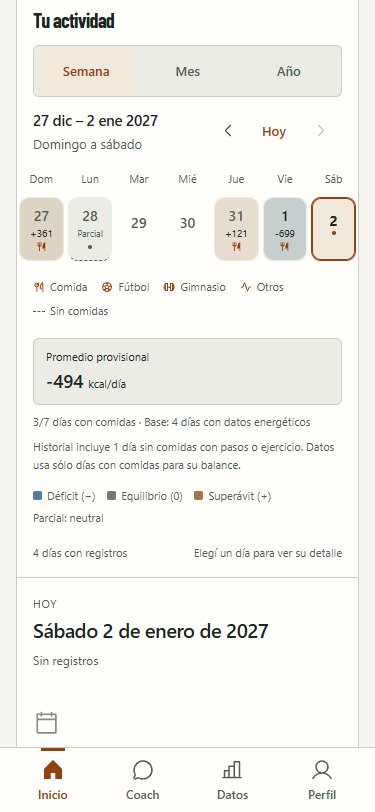 Tu actividad
Semana Mes Año
27 dic – 2 ene 2027
Hoy
Domingo a sábado
Dom Lun Mar Mié Jue Vie Sáb
27 28 29 30 31 1 2
+361 Parcial +121 -699
Comida Fútbol Gimnasio Otros
--- Sin comidas
Promedio provisional
-494 kcal/día
3/7 días con comidas · Base: 4 días con datos energéticos
Historial incluye 1 día sin comidas con pasos o ejercicio. Datos
usa sólo días con comidas para su balance.
Déficit (−) Equilibrio (0) Superávit (+)
Parcial: neutral
4 días con registros Elegí un día para ver su detalle
HOY
Sábado 2 de enero de 2027
Sin registros
Inicio Coach Datos Perfil